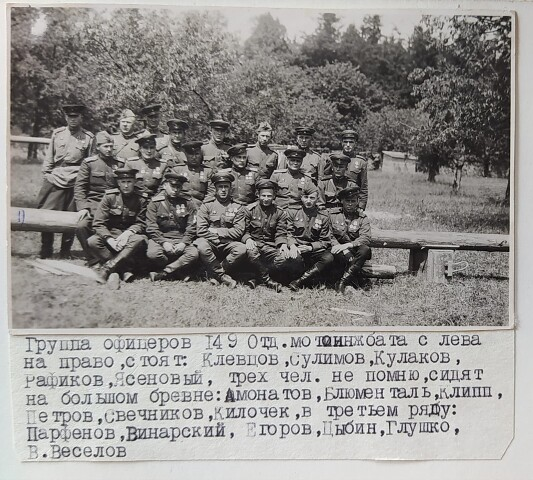 Группа офицеров 149 Отд.мотоинжбата с лева
на право,стоят: Клевцов,Сулимов,Кулаков,
Рафиков,Ясеновый, трех чел. не помню,сидят
на большом бревне:Амонатов,Блюменталь,Клипп,
Петров,Свечников,Килочек,в третьем ряду:
Парфенов,Винарский, Егоров,Цыбин,Глушко,
В.Веселов